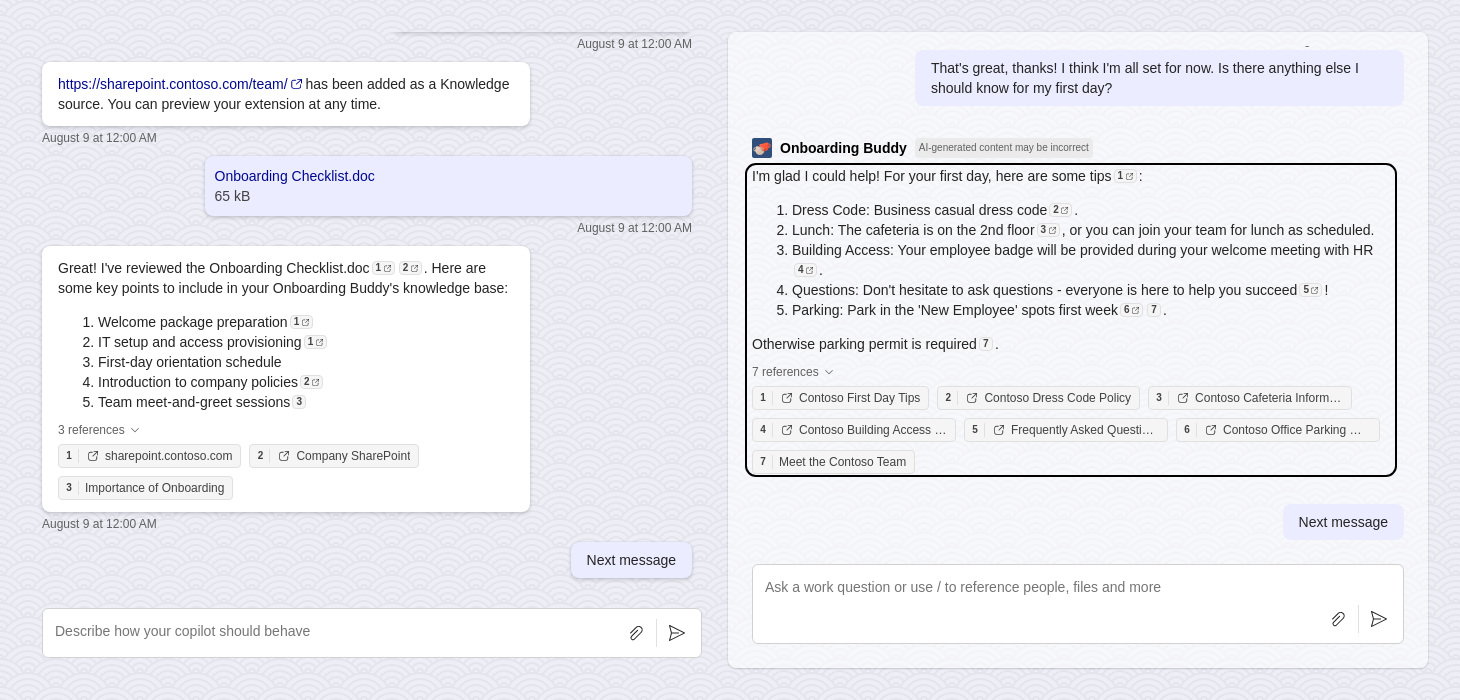 August 9 at 12:00 AM
https://sharepoint.contoso.com/team/ has been added as a Knowledge
source. You can preview your extension at any time.
August 9 at 12:00 AM
Onboarding Checklist.doc
65 kB
August 9 at 12:00 AM
Great! I've reviewed the Onboarding Checklist.doc 1 2 . Here are
some key points to include in your Onboarding Buddy's knowledge base:
1. Welcome package preparation 1
2. IT setup and access provisioning 1
3. First-day orientation schedule
4. Introduction to company policies 2
5. Team meet-and-greet sessions 3
3 references
1 sharepoint.contoso.com 2 Company SharePoint
3 Importance of Onboarding
August 9 at 12:00 AM
Next message
Describe how your copilot should behave
That's great, thanks! I think I'm all set for now. Is there anything else I
should know for my first day?
Onboarding Buddy AI-generated content may be incorrect
I'm glad I could help! For your first day, here are some tips 1 :
1. Dress Code: Business casual dress code 2 .
2. Lunch: The cafeteria is on the 2nd floor 3 , or you can join your team for lunch as scheduled.
3. Building Access: Your employee badge will be provided during your welcome meeting with HR
4 .
4. Questions: Don't hesitate to ask questions - everyone is here to help you succeed 5 !
5. Parking: Park in the 'New Employee' spots first week 6 7 .
Otherwise parking permit is required 7 .
7 references
1 Contoso First Day Tips 2 Contoso Dress Code Policy 3 Contoso Cafeteria Inform…
4 Contoso Building Access … 5 Frequently Asked Questi… 6 Contoso Office Parking …
7 Meet the Contoso Team
Next message
Ask a work question or use / to reference people, files and more